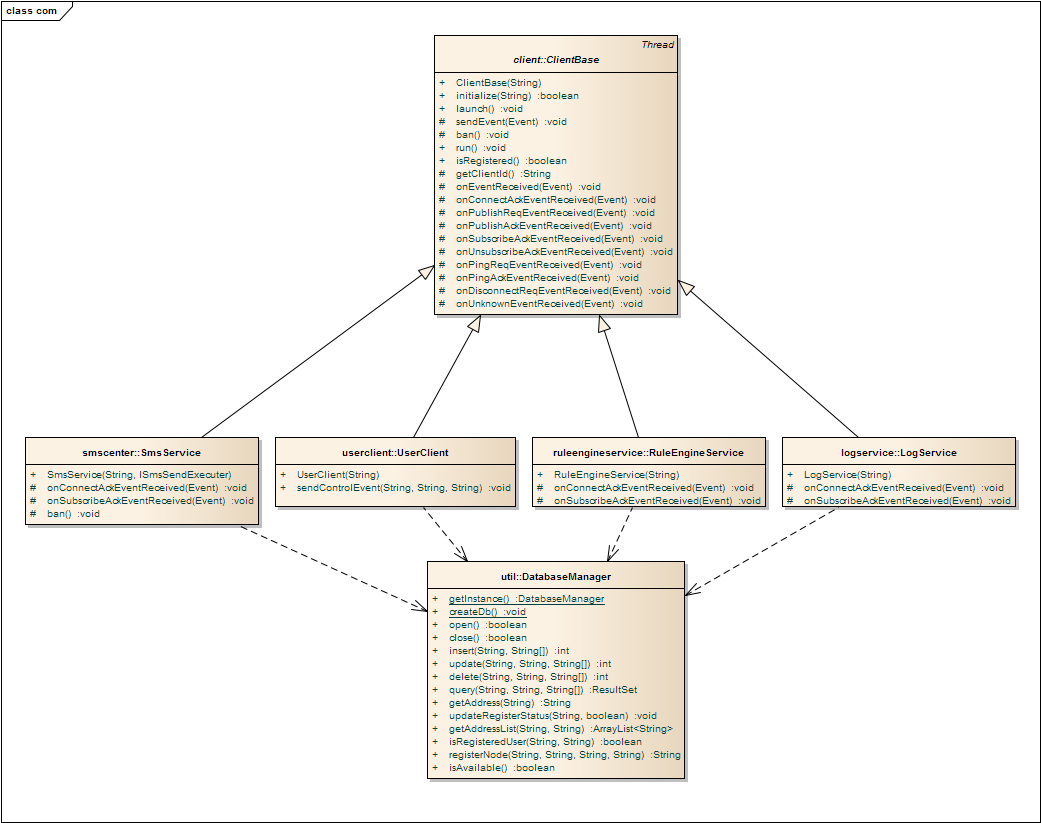 class com
Thread
client::ClientBase
+ ClientBase(String)
+ initialize(String) :boolean
+ launch() :void
# sendEvent(Event) :void
# ban() :void
+ run() :void
+ isRegistered() :boolean
# getClientId() :String
# onEventReceived(Event) :void
# onConnectAckEventReceived(Event) :void
# onPublishReqEventReceived(Event) :void
# onPublishAckEventReceived(Event) :void
# onSubscribeAckEventReceived(Event) :void
# onUnsubscribeAckEventReceived(Event) :void
# onPingReqEventReceived(Event) :void
# onPingAckEventReceived(Event) :void
# onDisconnectReqEventReceived(Event) :void
# onUnknownEventReceived(Event) :void
smscenter::SmsService
+ SmsService(String, ISmsSendExecuter)
# onConnectAckEventReceived(Event) :void
# onSubscribeAckEventReceived(Event) :void
# ban() :void
userclient::UserClient
+ UserClient(String)
+ sendControlEvent(String, String, String) :void
ruleengineservice::RuleEngineService
+ RuleEngineService(String)
# onConnectAckEventReceived(Event) :void
# onSubscribeAckEventReceived(Event) :void
logservice::LogService
+ LogService(String)
# onConnectAckEventReceived(Event) :void
# onSubscribeAckEventReceived(Event) :void
util::DatabaseManager
+ getInstance() :DatabaseManager
+ createDb() :void
+ open() :boolean
+ close() :boolean
+ insert(String, String[]) :int
+ update(String, String, String[]) :int
+ delete(String, String, String[]) :int
+ query(String, String, String[]) :ResultSet
+ getAddress(String) :String
+ updateRegisterStatus(String, boolean) :void
+ getAddressList(String, String) :ArrayList<String>
+ isRegisteredUser(String, String) :boolean
+ registerNode(String, String, String, String) :String
+ isAvailable() :boolean